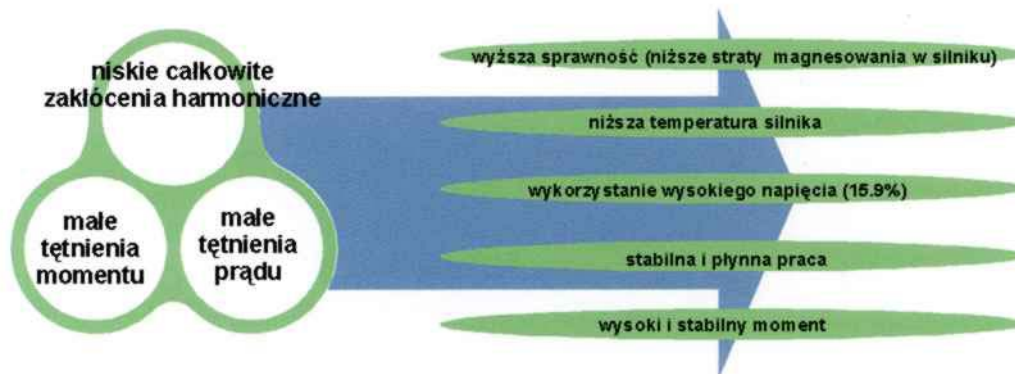 niskie całkowite
zakłócenia harmoniczne
małe
tętnienia
momentu
małe
tętnienia
prądu
wyższa sprawność (niższe straty magnesowania w silniku)
niższa temperatura silnika
wykorzystanie wysokiego napięcia (15.9%)
stabilna i płynna praca
wysoki i stabilny moment